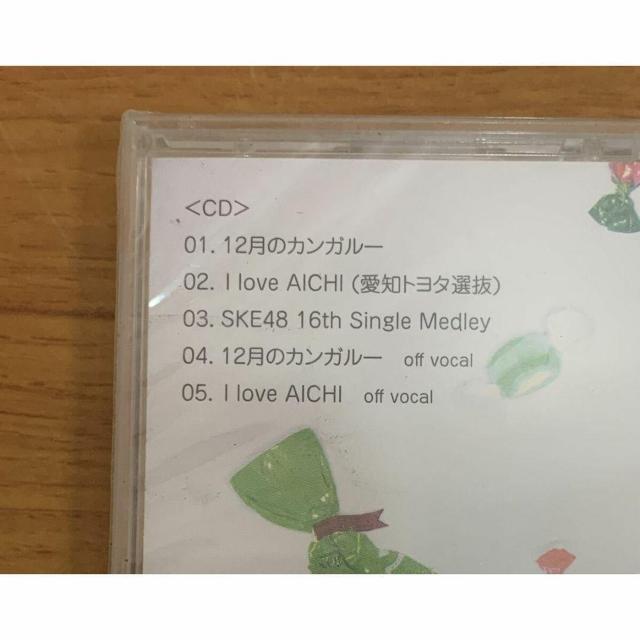 <CD>
01. 12月のカンガルー
02. I love AICHI (愛知トヨタ選抜)
03. SKE48 16th Single Medley
04. 12月のカンガルー off vocal
05. I love AICHI off vocal